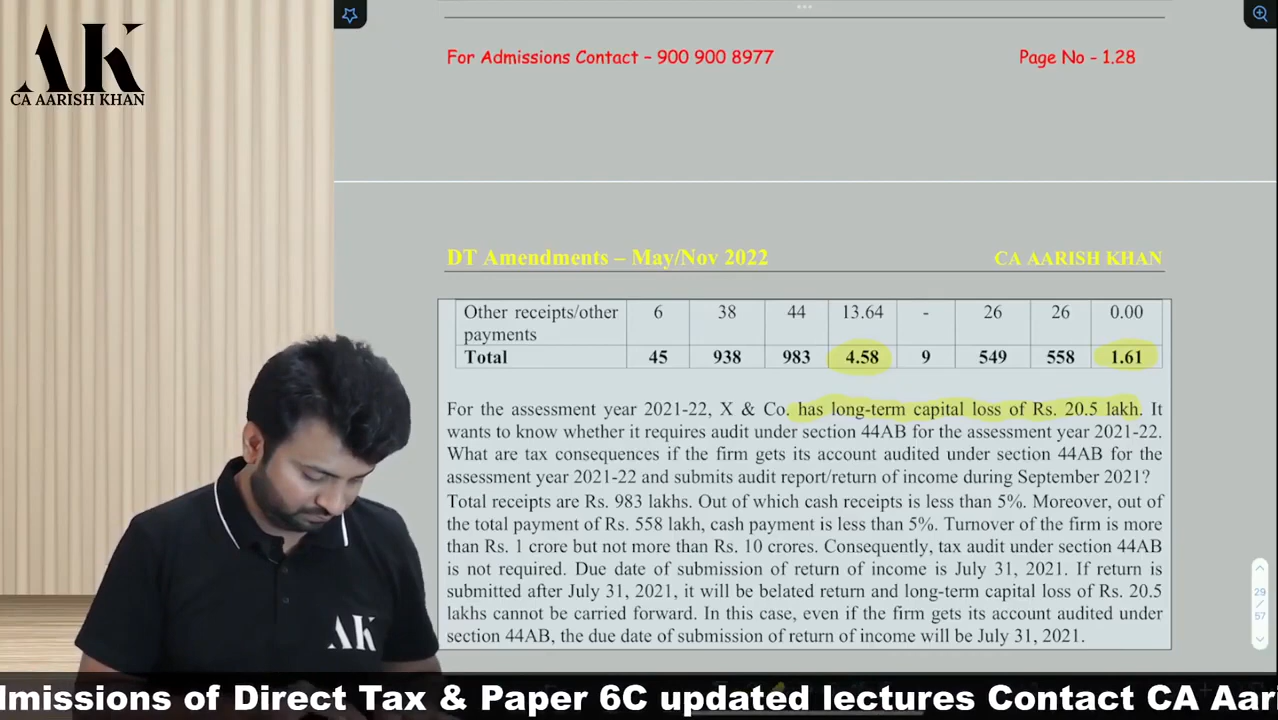 AK
CA AARISH KHAN
For Admissions Contact – 900 900 8977
Page No - 1.28
DT Amendments – May/Nov 2022
CA AARISH KHAN
Other receipts/other payments 6 38 44 13.64 - 26 26 0.00
Total 45 938 983 4.58 9 549 558 1.61
For the assessment year 2021-22, X & Co. has long-term capital loss of Rs. 20.5 lakh. It
wants to know whether it requires audit under section 44AB for the assessment year 2021-22.
What are tax consequences if the firm gets its account audited under section 44AB for the
assessment year 2021-22 and submits audit report/return of income during September 2021?
Total receipts are Rs. 983 lakhs. Out of which cash receipts is less than 5%. Moreover, out of
the total payment of Rs. 558 lakh, cash payment is less than 5%. Turnover of the firm is more
than Rs. 1 crore but not more than Rs. 10 crores. Consequently, tax audit under section 44AB
is not required. Due date of submission of return of income is July 31, 2021. If return is
submitted after July 31, 2021, it will be belated return and long-term capital loss of Rs. 20.5
lakhs cannot be carried forward. In this case, even if the firm gets its account audited under
section 44AB, the due date of submission of return of income will be July 31, 2021.
29
/
57
AK
lmissions of Direct Tax & Paper 6C updated lectures Contact CA Aar